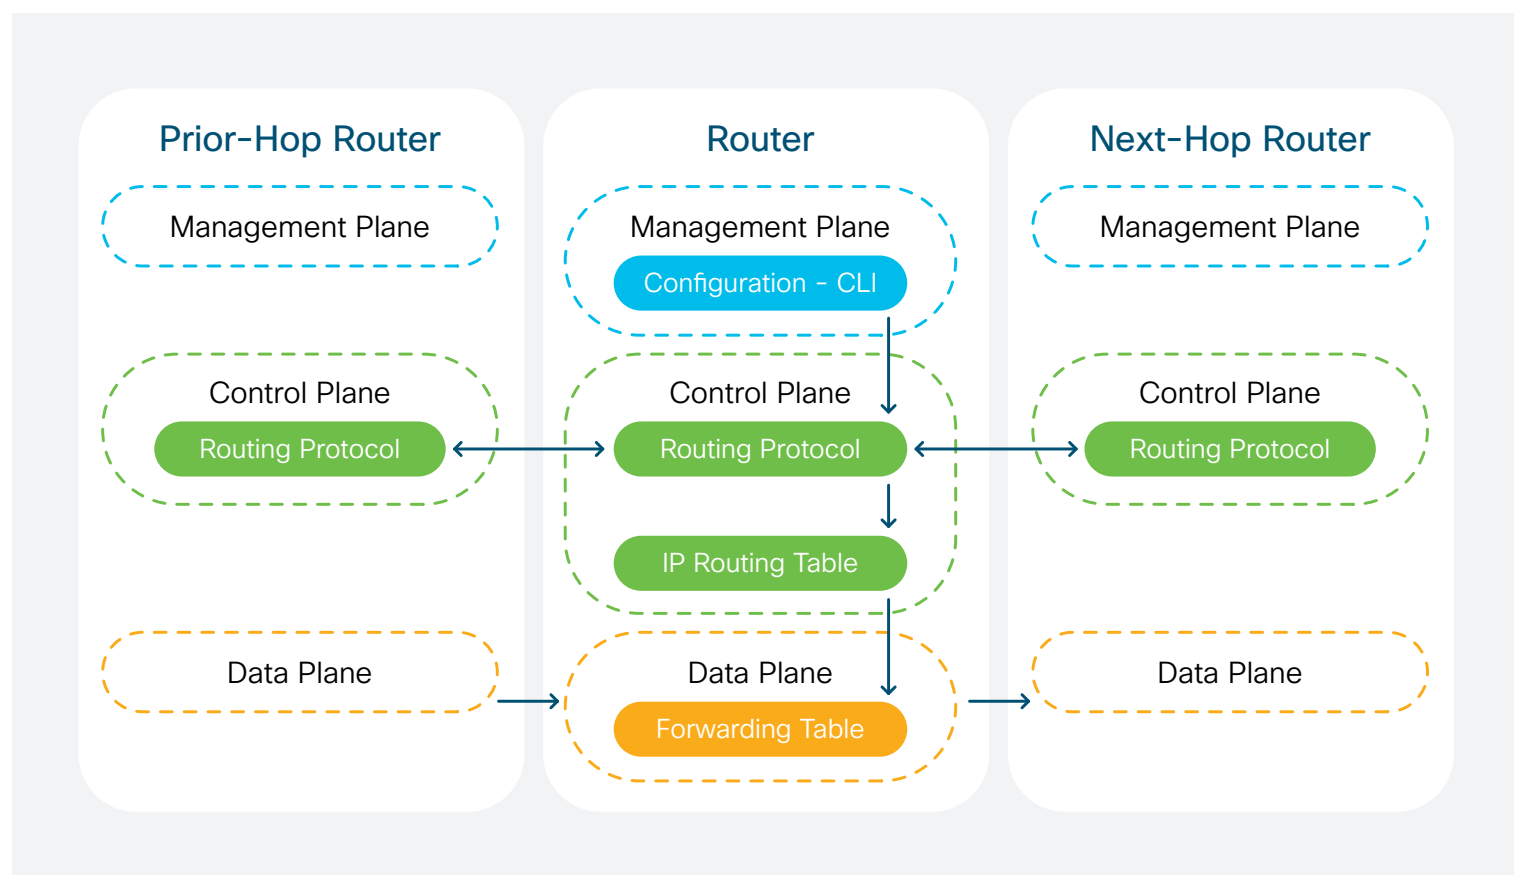 Prior-Hop Router
Management Plane
Control Plane
Routing Protocol
Data Plane
Router
Management Plane
Configuration - CLI
Control Plane
Routing Protocol
IP Routing Table
Data Plane
Forwarding Table
Next-Hop Router
Management Plane
Control Plane
Routing Protocol
Data Plane